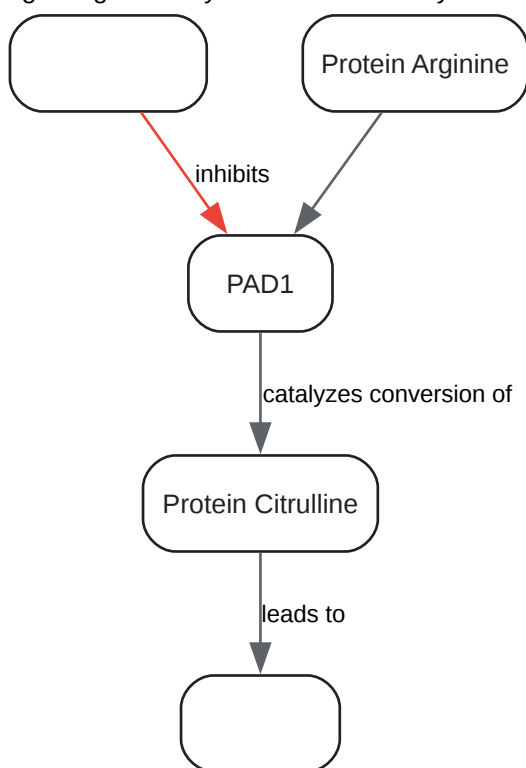 Protein Arginine
inhibits
PAD1
catalyzes conversion of
Protein Citrulline
leads to